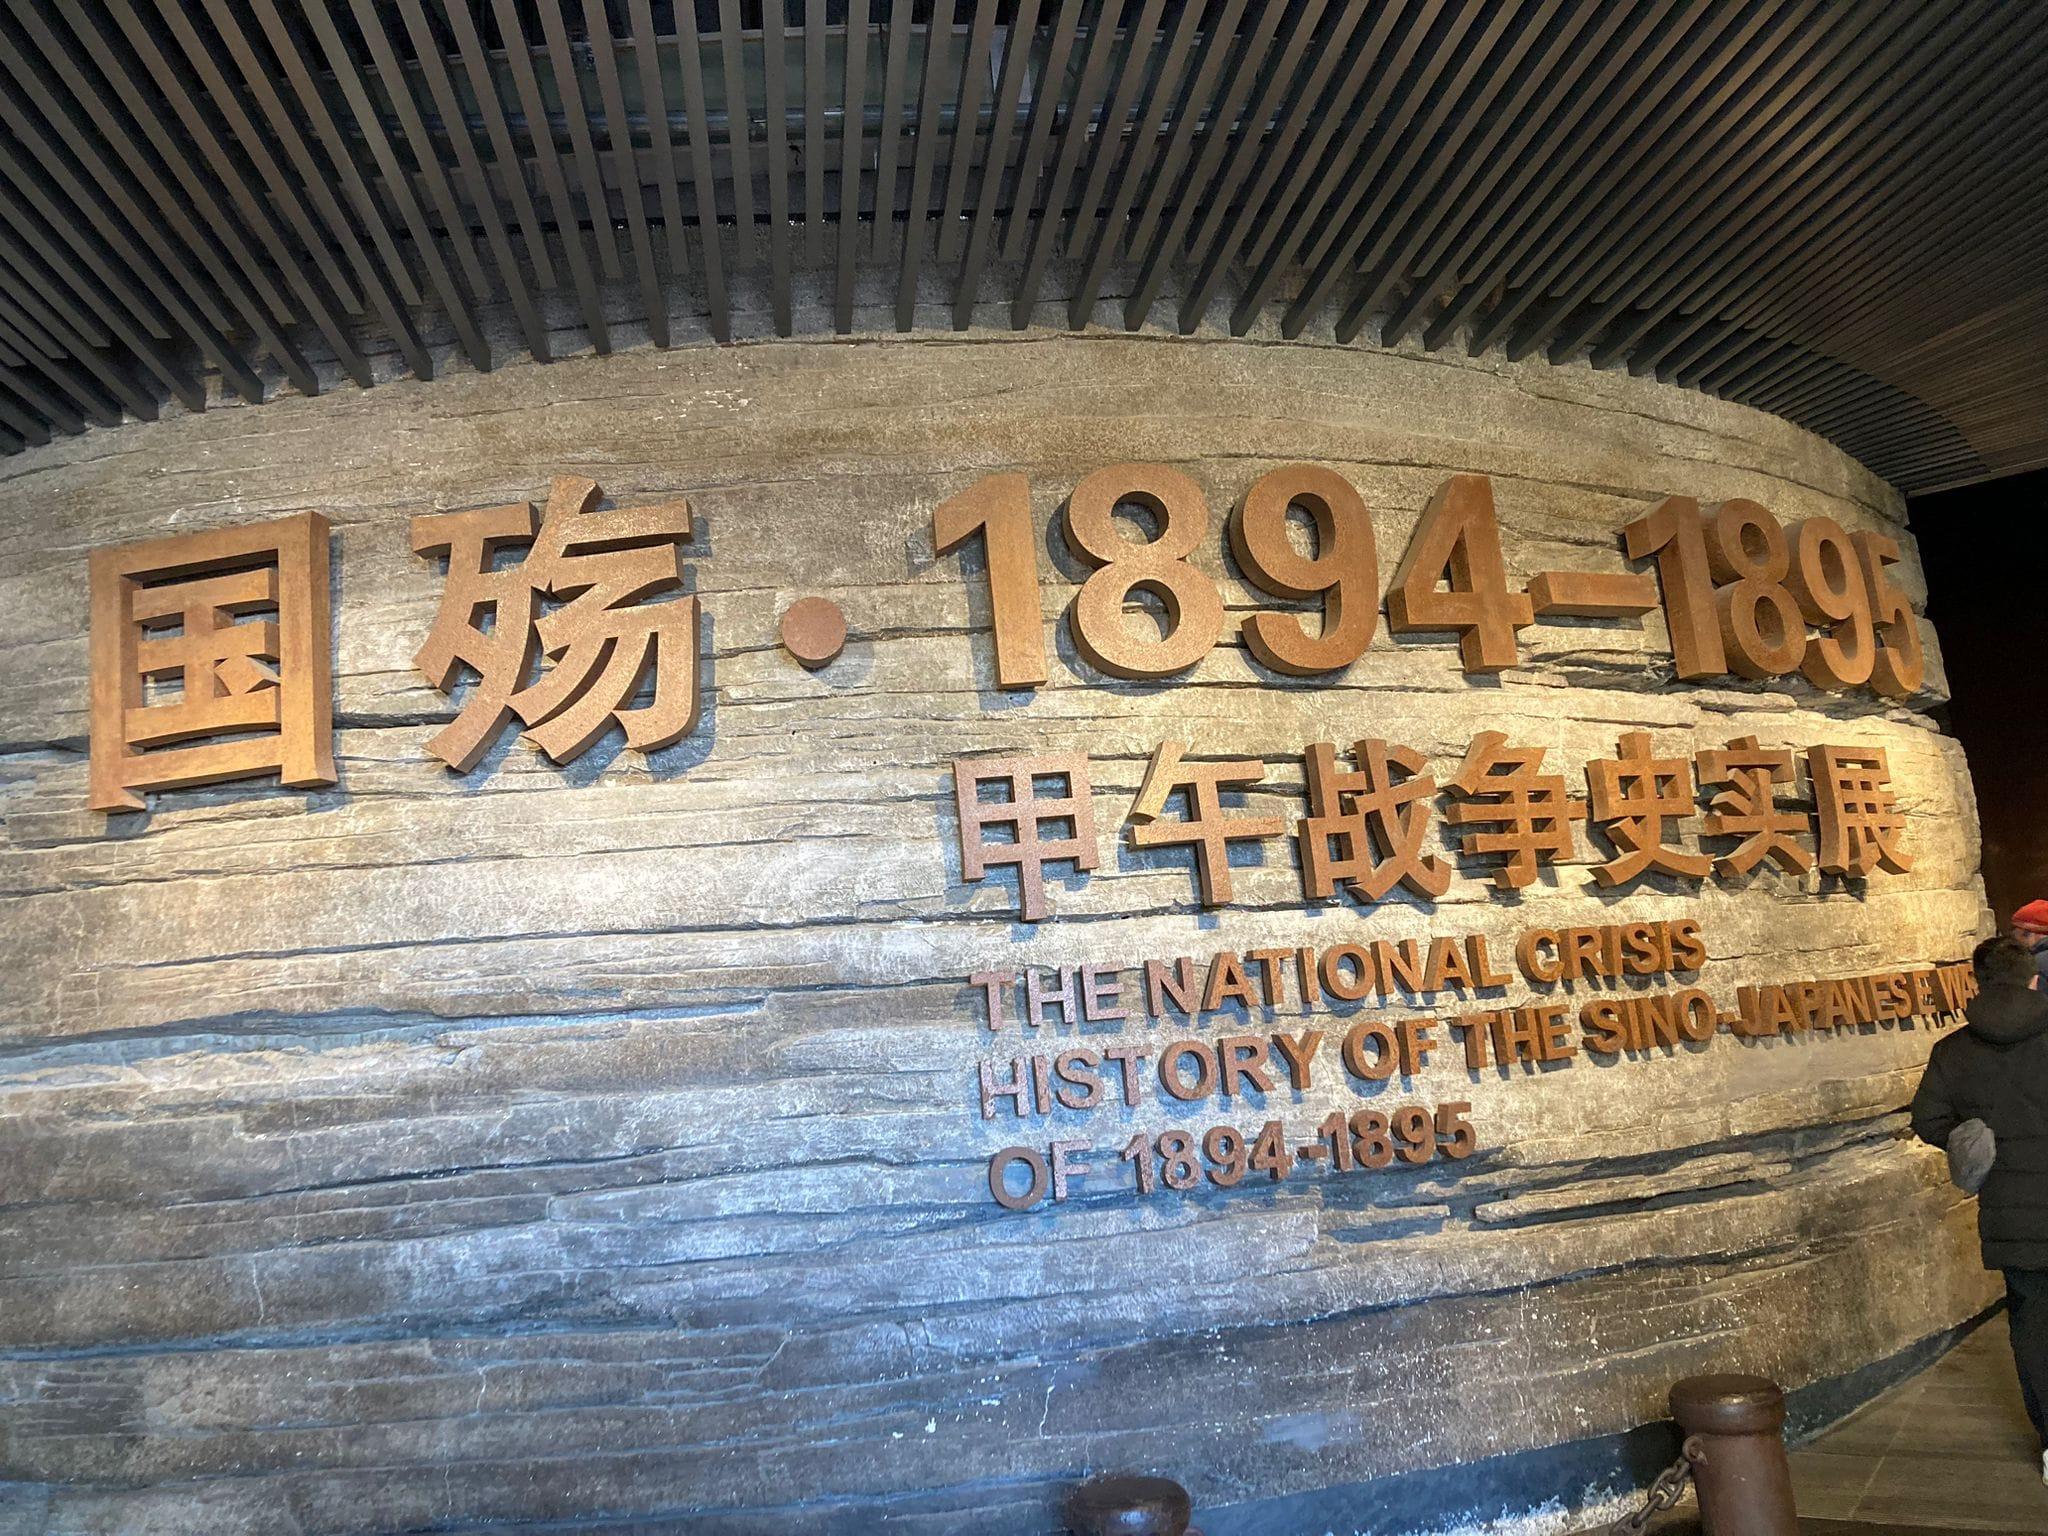 国殇·1894-1895
甲午战争史实展
THE NATIONAL CRISIS
HISTORY OF THE SINO-JAPANESE WAR
OF 1894-1895